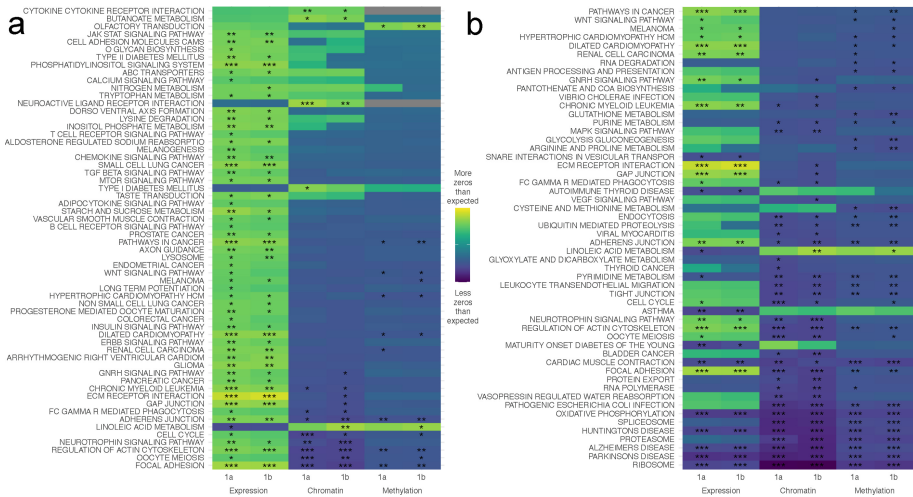 a
CYTOKINE CYTOKINE RECEPTOR INTERACTION
BUTANOATE METABOLISM
OLFACTORY TRANSDUCTION
JAK STAT SIGNALING PATHWAY
CELL ADHESION MOLECULES CAMS
O GLYCAN BIOSYNTHESIS
TYPE II DIABETES MELLITUS
PHOSPHATIDYLINOSITOL SIGNALING SYSTEM
ABC TRANSPORTERS
CALCIUM SIGNALING PATHWAY
NITROGEN METABOLISM
TRYPTOPHAN METABOLISM
NEUROACTIVE LIGAND RECEPTOR INTERACTION
DORSO VENTRAL AXIS FORMATION
LYSINE DEGRADATION
INOSITOL PHOSPHATE METABOLISM
T CELL RECEPTOR SIGNALING PATHWAY
ALDOSTERONE REGULATED SODIUM REABSORPTIO
MELANOGENESIS
CHEMOKINE SIGNALING PATHWAY
SMALL CELL LUNG CANCER
TGF BETA SIGNALING PATHWAY
MTOR SIGNALING PATHWAY
TYPE I DIABETES MELLITUS
TASTE TRANSDUCTION
ADIPOCYTOKINE SIGNALING PATHWAY
STARCH AND SUCROSE METABOLISM
VASCULAR SMOOTH MUSCLE CONTRACTION
B CELL RECEPTOR SIGNALING PATHWAY
PROSTATE CANCER
PATHWAYS IN CANCER
AXON GUIDANCE
LYSOSOME
ENDOMETRIAL CANCER
WNT SIGNALING PATHWAY
MELANOMA
LONG TERM POTENTIATION
HYPERTROPHIC CARDIOMYOPATHY HCM
NON SMALL CELL LUNG CANCER
PROGESTERONE MEDIATED OOCYTE MATURATION
COLORECTAL CANCER
INSULIN SIGNALING PATHWAY
DILATED CARDIOMYOPATHY
ERBB SIGNALING PATHWAY
RENAL CELL CARCINOMA
ARRHYTHMOGENIC RIGHT VENTRICULAR CARDIOM
GLIOMA
GNRH SIGNALING PATHWAY
PANCREATIC CANCER
CHRONIC MYELOID LEUKEMIA
ECM RECEPTOR INTERACTION
GAP JUNCTION
FC GAMMA R MEDIATED PHAGOCYTOSIS
ADHERENS JUNCTION
LINOLEIC ACID METABOLISM
CELL CYCLE
NEUROTROPHIN SIGNALING PATHWAY
REGULATION OF ACTIN CYTOSKELETON
OOCYTE MEIOSIS
FOCAL ADHESION
1a 1b 1a 1b 1a 1b
Expression Chromatin Methylation
More
zeros
than
expected
Less
zeros than
expected
b
PATHWAYS IN CANCER
WNT SIGNALING PATHWAY
MELANOMA
HYPERTROPHIC CARDIOMYOPATHY HCM
DILATED CARDIOMYOPATHY
RENAL CELL CARCINOMA
RNA DEGRADATION
ANTIGEN PROCESSING AND PRESENTATION
GNRH SIGNALING PATHWAY
PANTOTHENATE AND COA BIOSYNTHESIS
VIBRIO CHOLERAE INFECTION
CHRONIC MYELOID LEUKEMIA
GLUTATHIONE METABOLISM
PURINE METABOLISM
MAPK SIGNALING PATHWAY
GLYCOLYSIS GLUCONEOGENESIS
ARGININE AND PROLINE METABOLISM
SNARE INTERACTIONS IN VESICULAR TRANSPOR
ECM RECEPTOR INTERACTION
GAP JUNCTION
FC GAMMA R MEDIATED PHAGOCYTOSIS
AUTOIMMUNE THYROID DISEASE
VEGF SIGNALING PATHWAY
CYSTEINE AND METHIONINE METABOLISM
ENDOCYTOSIS
UBIQUITIN MEDIATED PROTEOLYSIS
VIRAL MYOCARDITIS
ADHERENS JUNCTION
LINOLEIC ACID METABOLISM
GLYOXYLATE AND DICARBOXYLATE METABOLISM
THYROID CANCER
PYRIMIDINE METABOLISM
LEUKOCYTE TRANSENDOTHELIAL MIGRATION
TIGHT JUNCTION
CELL CYCLE
ASTHMA
NEUROTROPHIN SIGNALING PATHWAY
REGULATION OF ACTIN CYTOSKELETON
OOCYTE MEIOSIS
MATURITY ONSET DIABETES OF THE YOUNG
BLADDER CANCER
CARDIAC MUSCLE CONTRACTION
FOCAL ADHESION
PROTEIN EXPORT
RNA POLYMERASE
VASOPRESSIN REGULATED WATER REABSORPTION
PATHOGENIC ESCHERICHIA COLI INFECTION
OXIDATIVE PHOSPHORYLATION
SPLICEOSOME
HUNTINGTONS DISEASE
PROTEASOME
ALZHEIMERS DISEASE
PARKINSONS DISEASE
RIBOSOME
1a 1b 1a 1b 1a 1b
Expression Chromatin Methylation